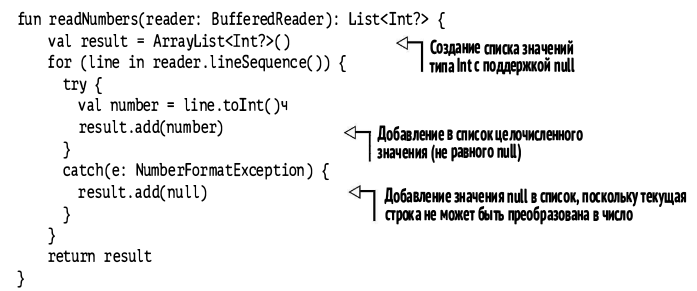 fun readNumbers(reader: BufferedReader): List<Int?> {
val result = ArrayList<Int?>()
Создание списка значений
типа Int с поддержкой null
for (line in reader.lineSequence()) {
try {
val number = line.toInt()ч
result.add(number)
Добавление в список целочисленного
значения (не равного null)
}
catch(e: NumberFormatException) {
result.add(null)
Добавление значения null в список, поскольку текущая
строка не может быть преобразована в число
}
}
return result
}